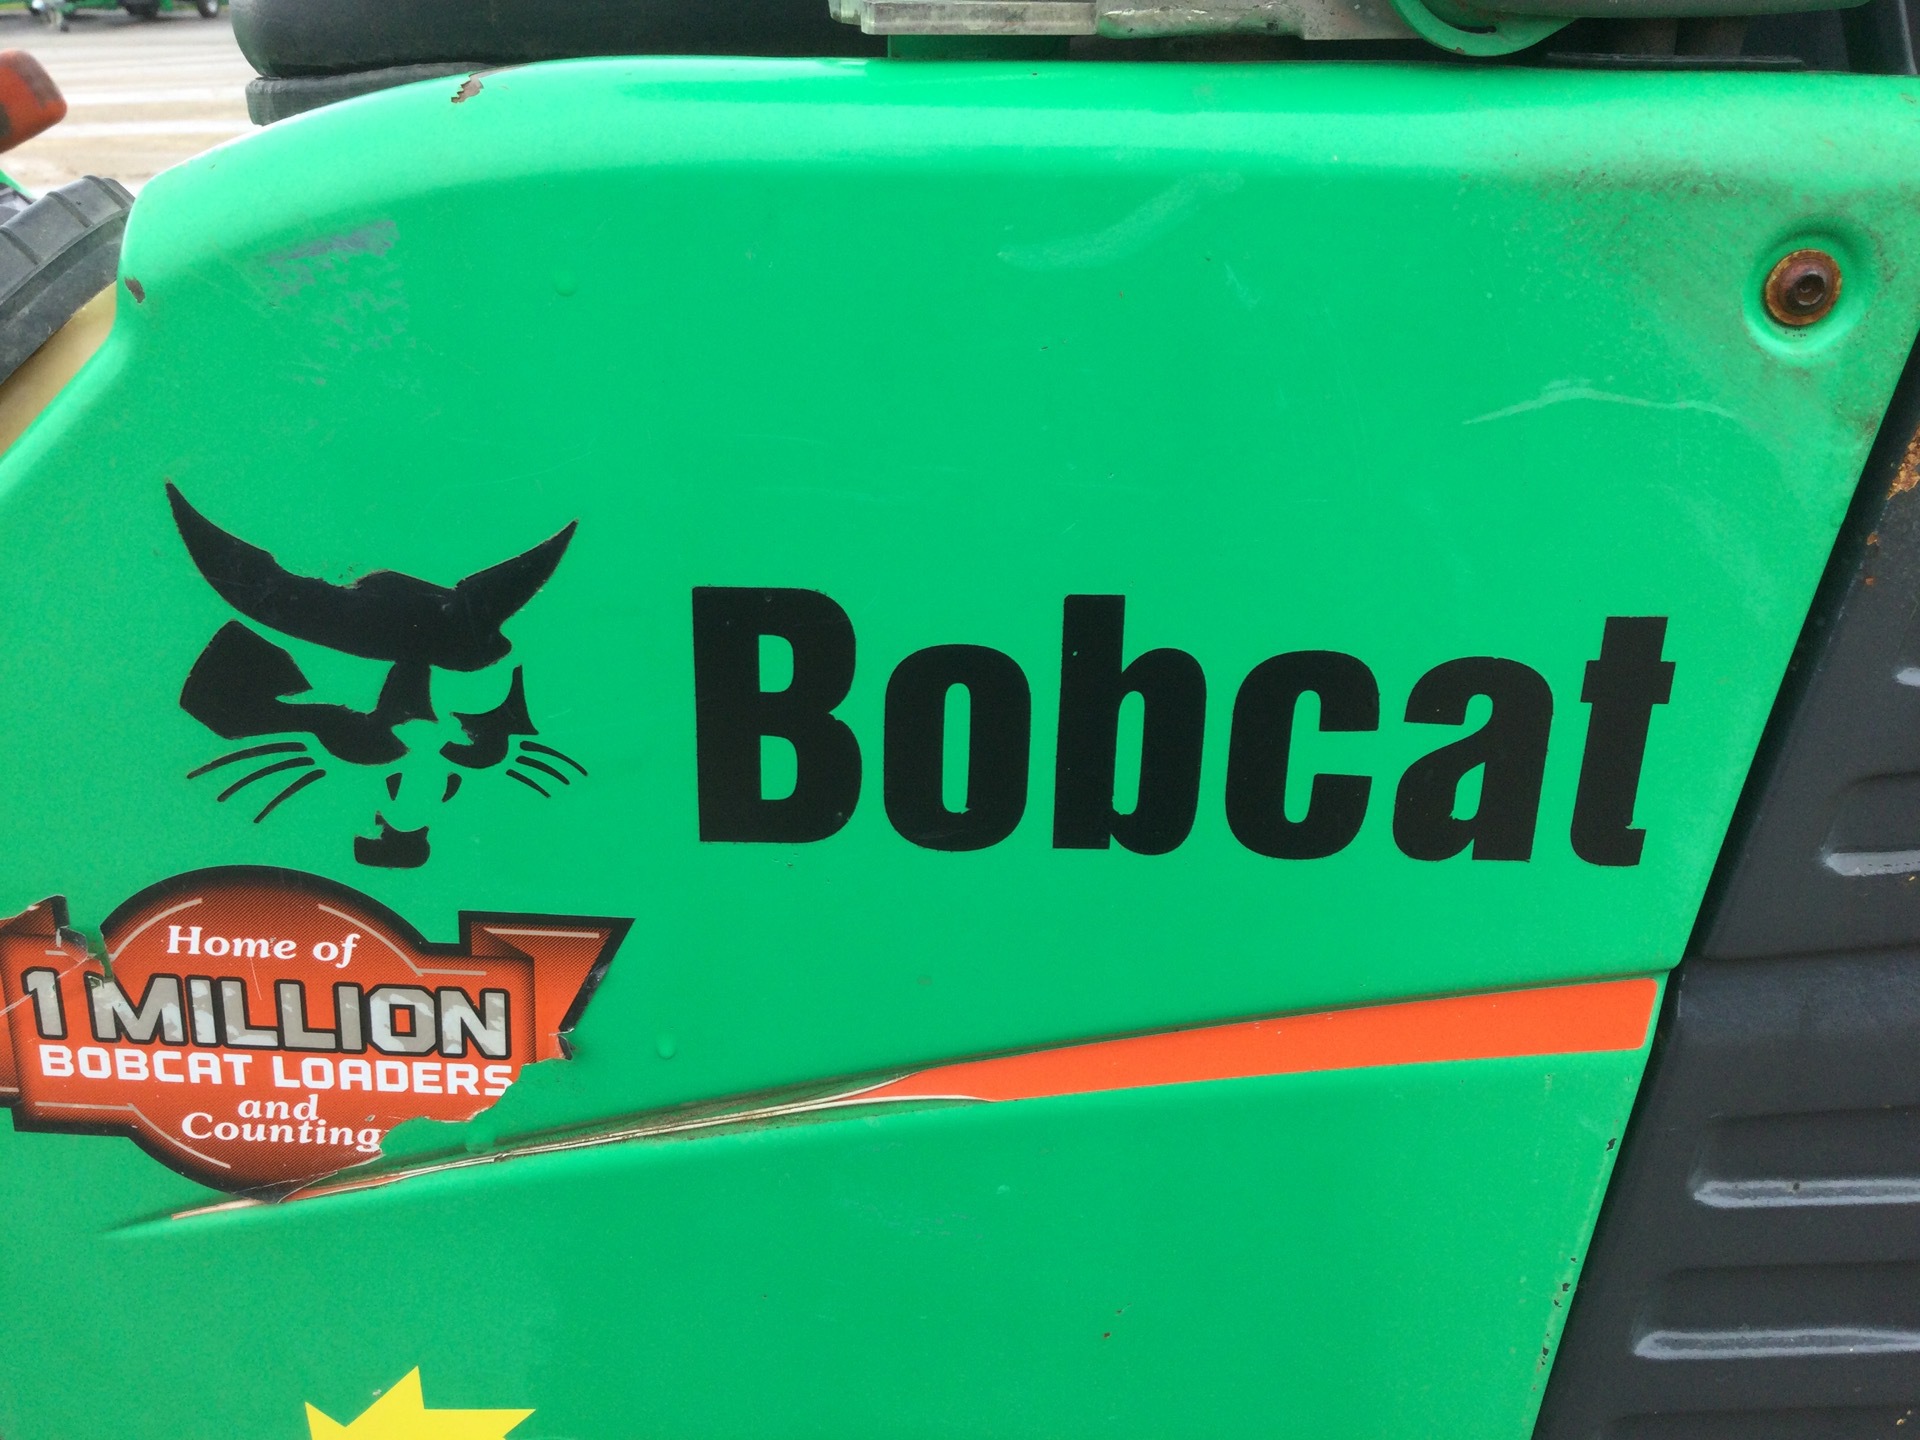 Bobcat
Home of
1 MILLION
BOBCAT LOADERS
and
Counting